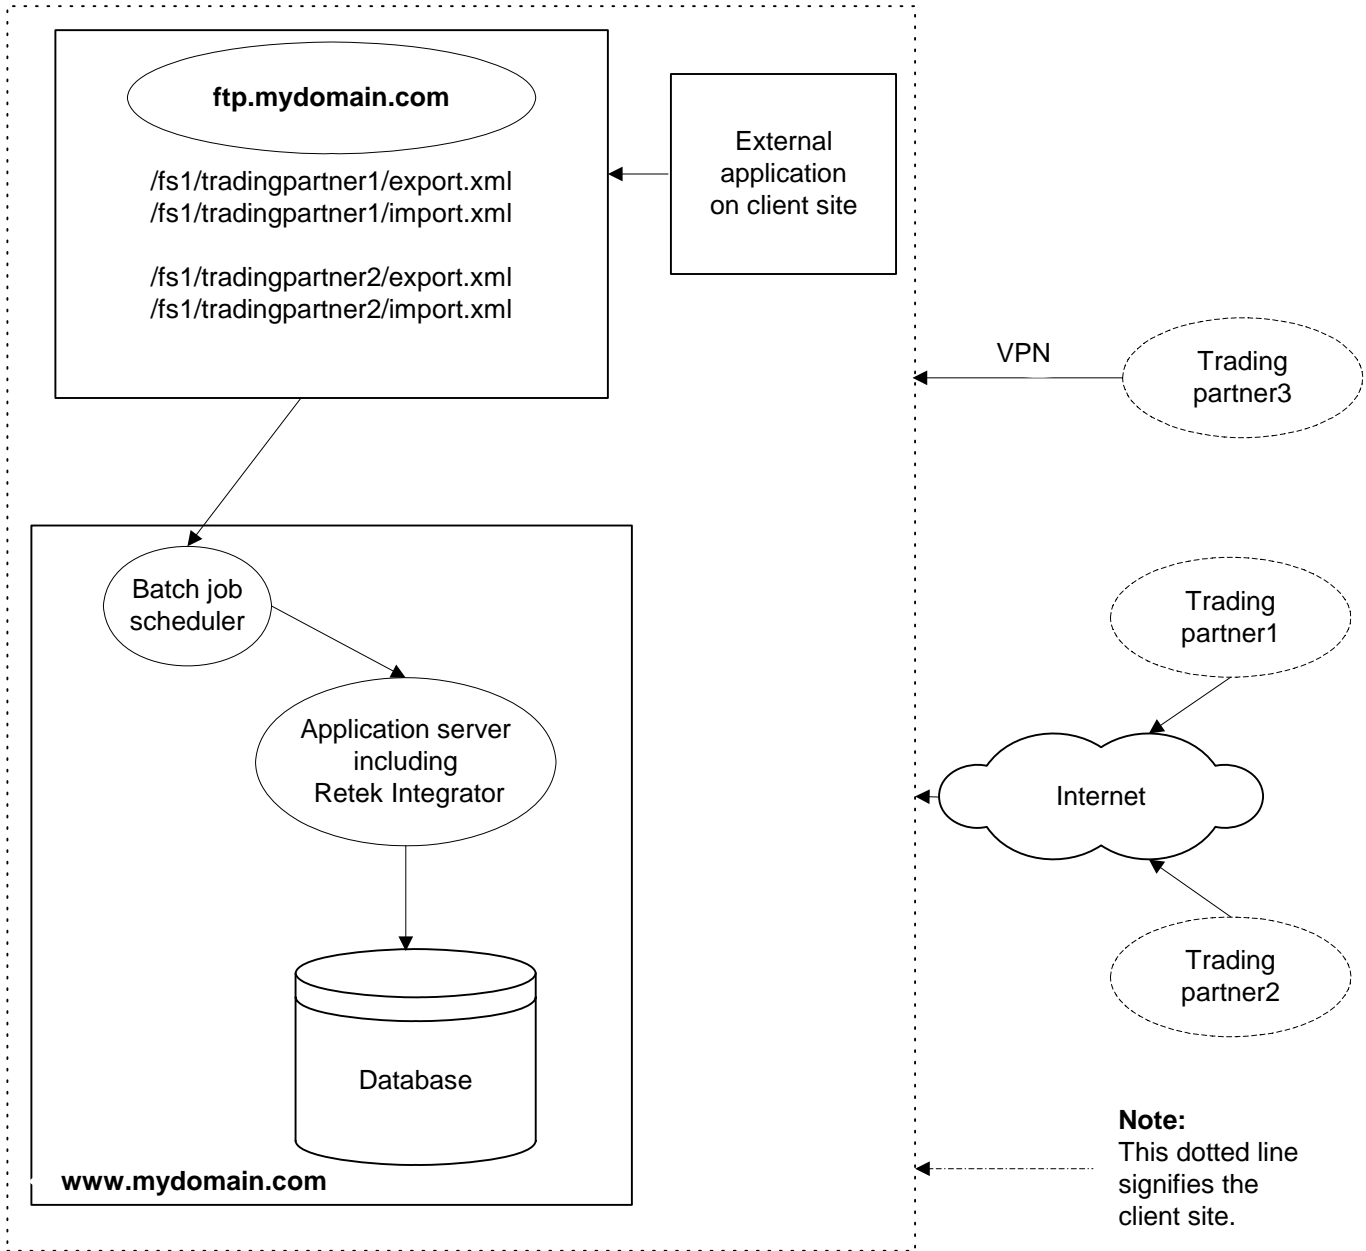 ftp.mydomain.com
/fs1/tradingpartner1/export.xml
/fs1/tradingpartner1/import.xml
/fs1/tradingpartner2/export.xml
/fs1/tradingpartner2/import.xml
External
application
on client site
VPN
Trading
partner3
Batch job
scheduler
Trading
partner1
Application server
including
Retek Integrator
Internet
Trading
partner2
Database
Note:
This dotted line
signifies the
client site.
www.mydomain.com